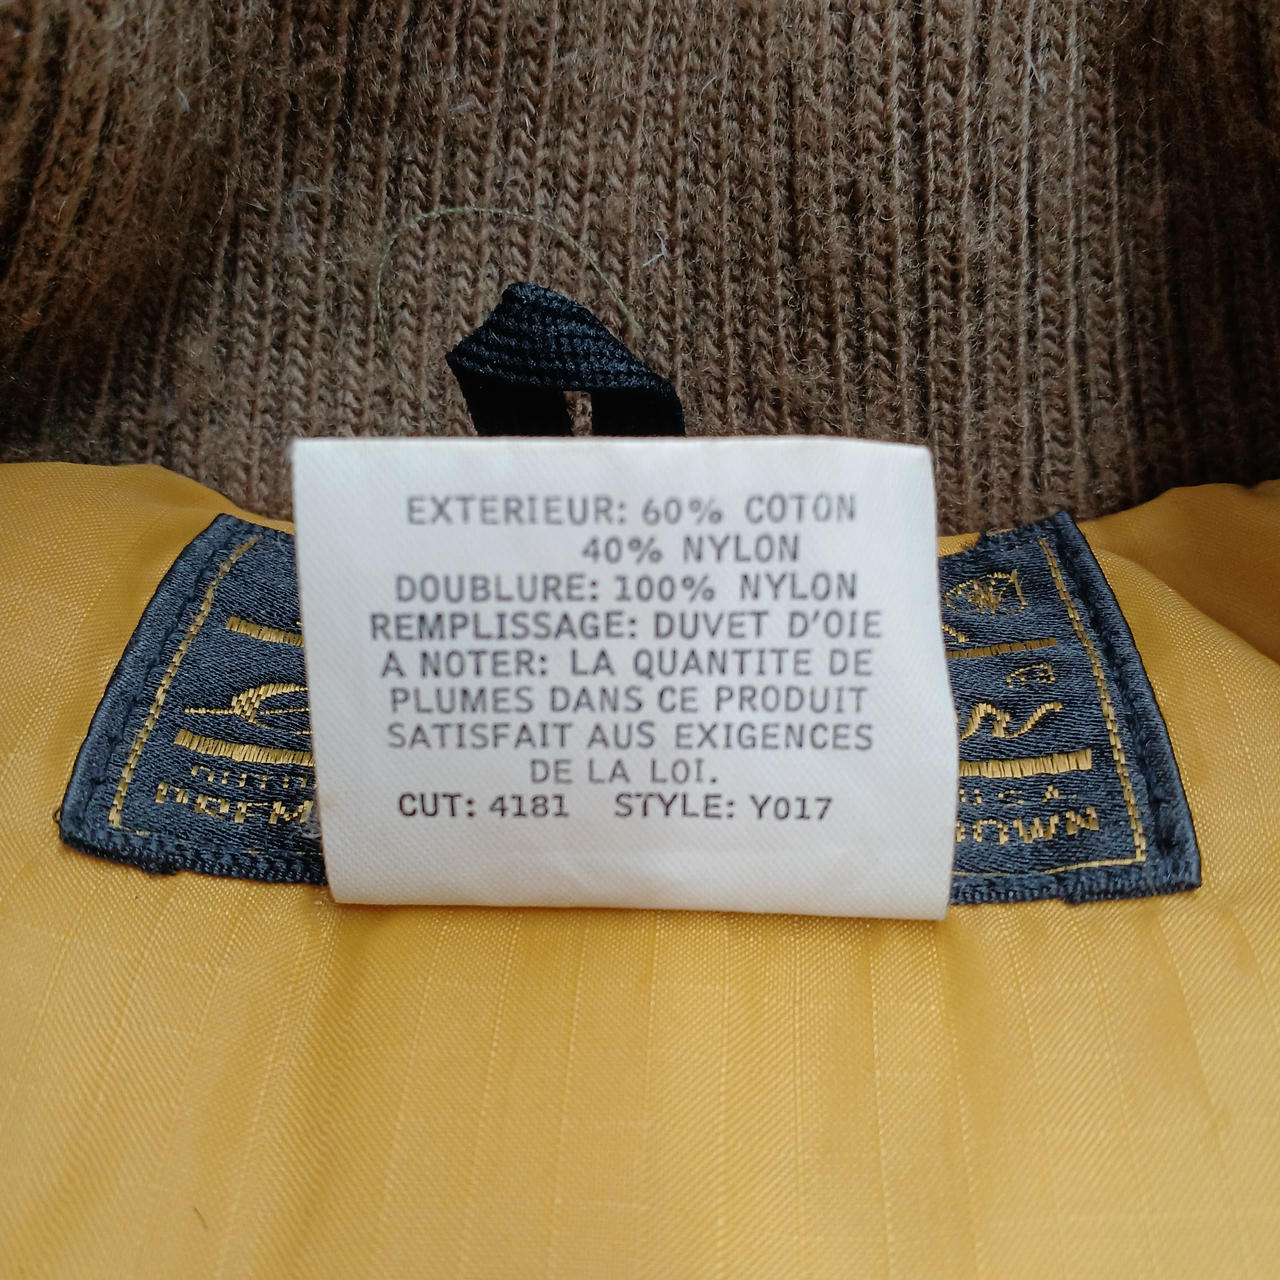 EXTERIEUR: 60% COTON
40% NYLON
DOUBLURE: 100% NYLON
REMPLISSAGE: DUVET D'OIE
A NOTER: LA QUANTITE DE
PLUMES DANS CE PRODUIT
SATISFAIT AUS EXIGENCES
DE LA LOI.
CUT: 4181 STYLE: Y017